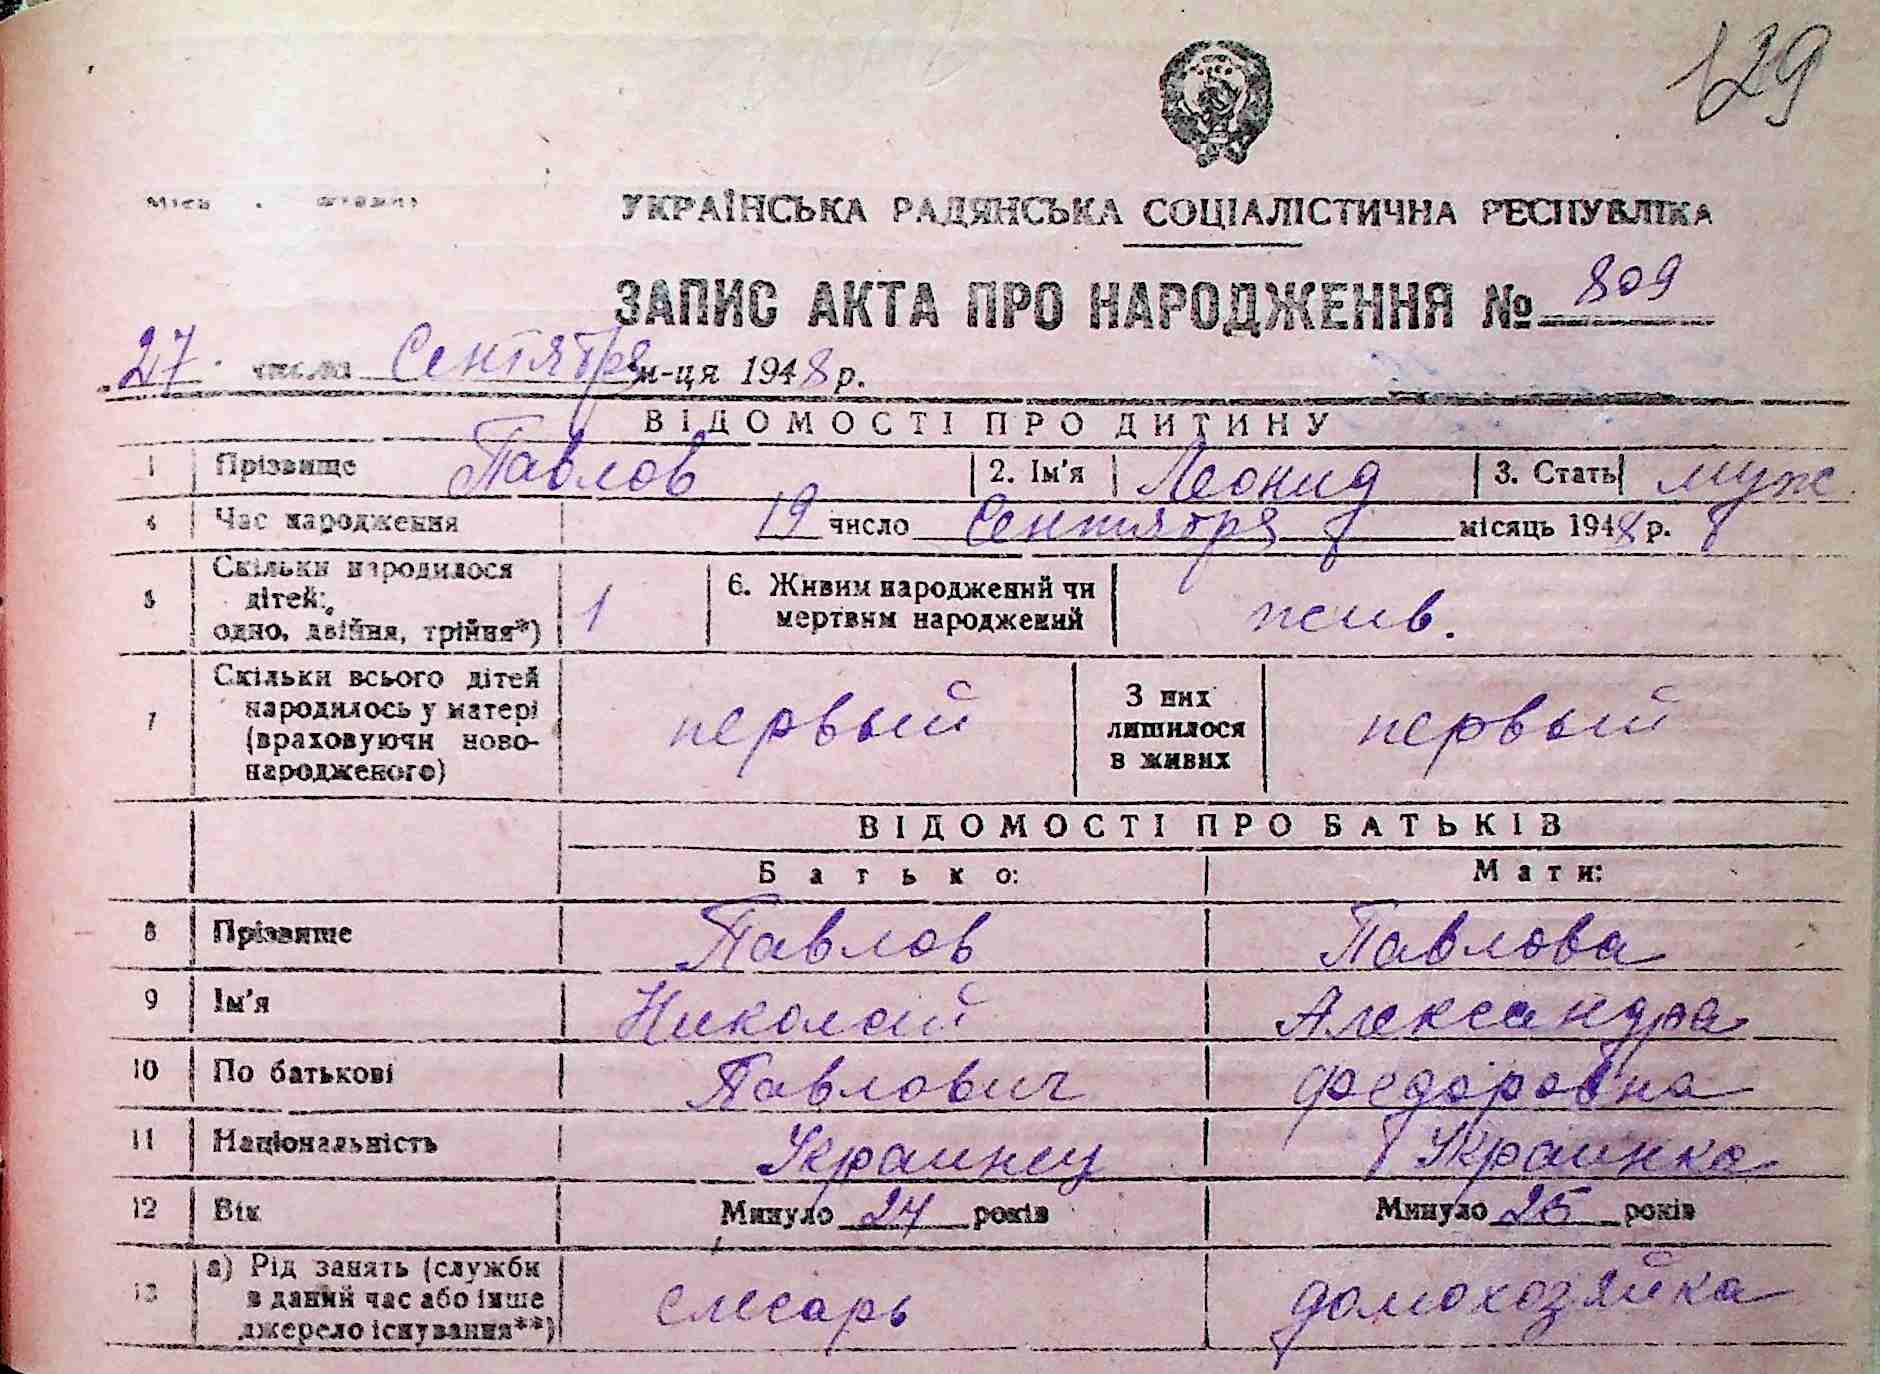 129
УКРАЇНСЬКА РАДЯНСЬКА СОЦІАЛІСТИЧНА РЕСПУБЛІКА
ЗАПИС АКТА ПРО НАРОДЖЕННЯ № 809
„27. числа Сентября м-ця 1948 р.
ВІДОМОСТІ ПРО ДИТИНУ
1 Прізвище Павлов 2. Ім'я Леонид 3. Стать муж.
4 Час народження 19 число Сентября місяць 1948 р.
5 Скільки народилося
дітей:
одно, двійня, трійня*) 1
6. Живим народжений чи
мертвим народжений жив.
7 Скільки всього дітей
народилось у матері
(враховуючи ново-
народженого) первый
З них
лишилося
в живих первый
ВІДОМОСТІ ПРО БАТЬКІВ
Батько: Мати:
8 Прізвище Павлов Павлова
9 Ім'я Николай Александра
10 По батькові Павлович Федоровна
11 Національність Украинец Украинка
12 Вік Минуло 24 років Минуло 25 років
13 а) Рід занять (служби
в даний час або інше
джерело існування**) слесарь домохозяйка